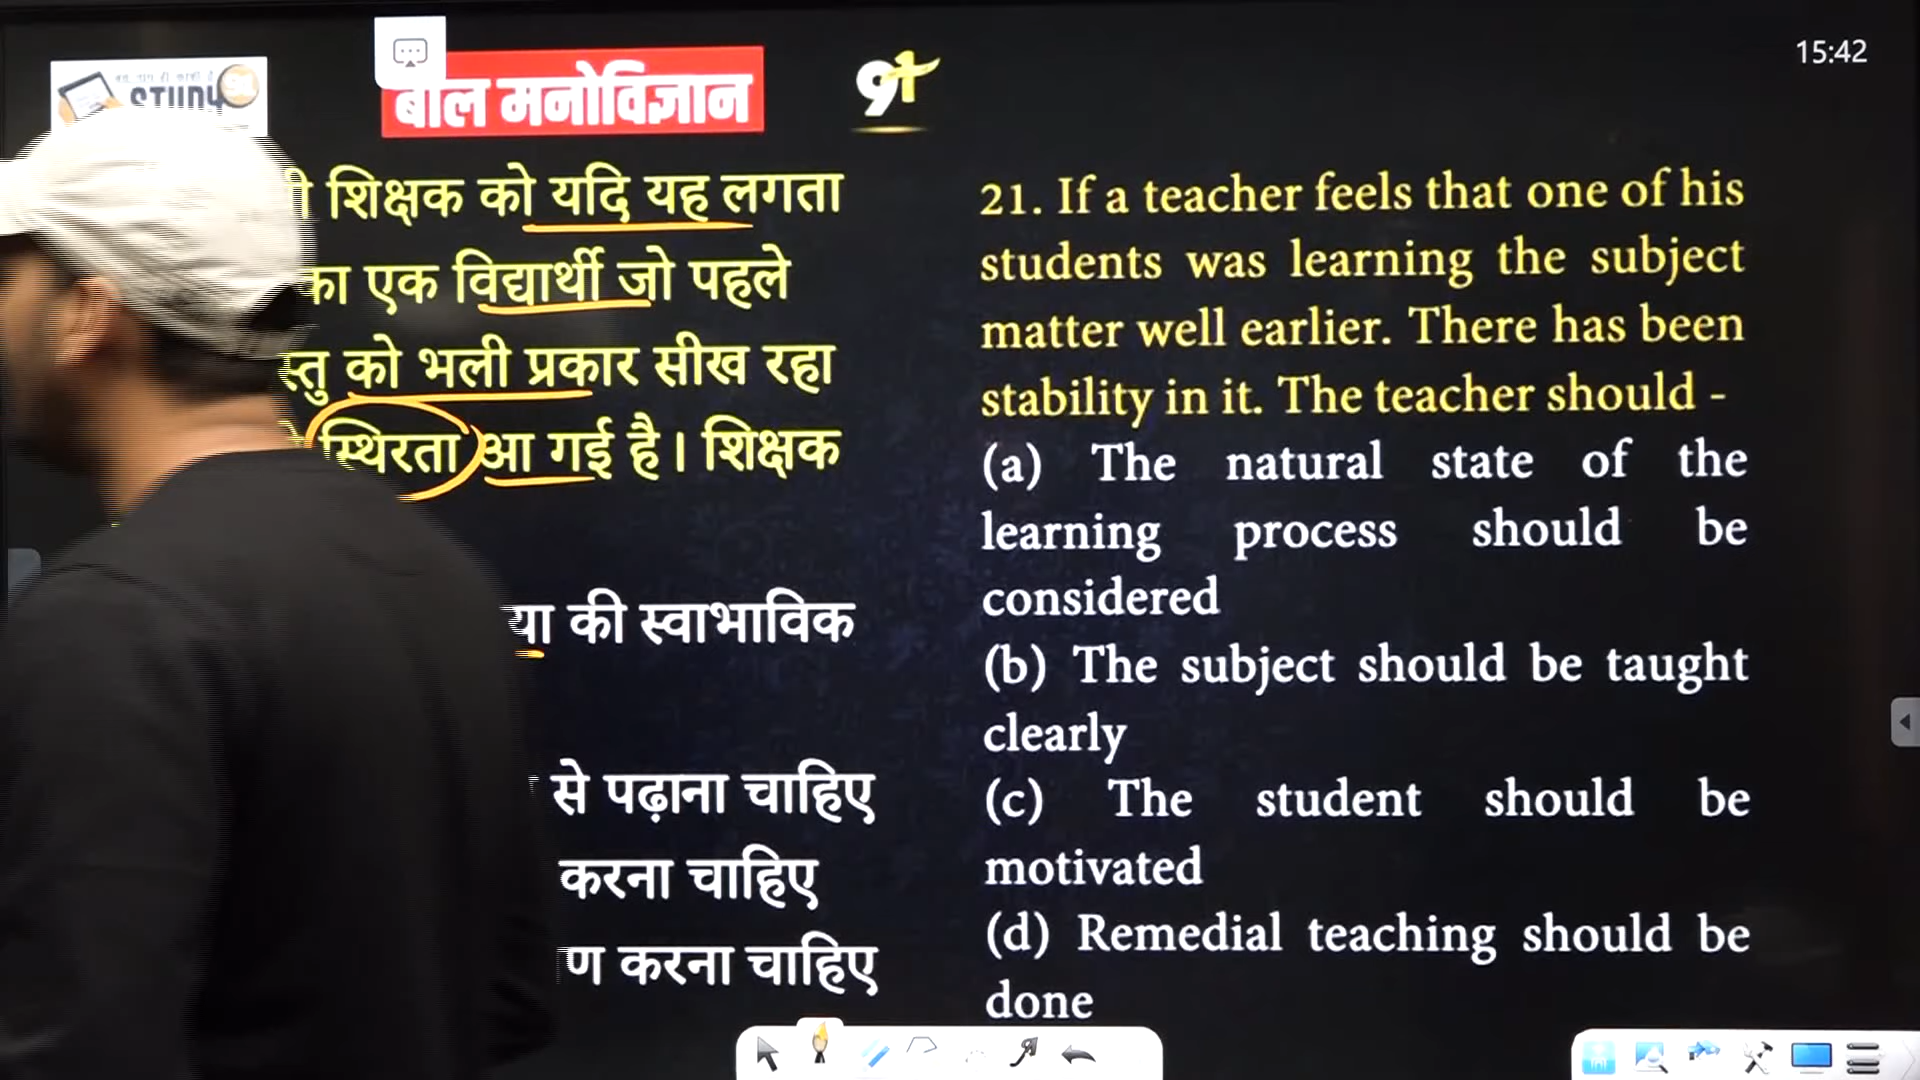 बाल मनोविज्ञान
15:42
शिक्षक को यदि यह लगता
का एक विद्यार्थी जो पहले
को भली प्रकार सीख रहा
स्थिरता आ गई है। शिक्षक
की स्वाभाविक
से पढ़ाना चाहिए
करना चाहिए
करना चाहिए
21. If a teacher feels that one of his
students was learning the subject
matter well earlier. There has been
stability in it. The teacher should -
(a) The natural state of the
learning process should be
considered
(b) The subject should be taught
clearly
(c) The student should be
motivated
(d) Remedial teaching should be
done